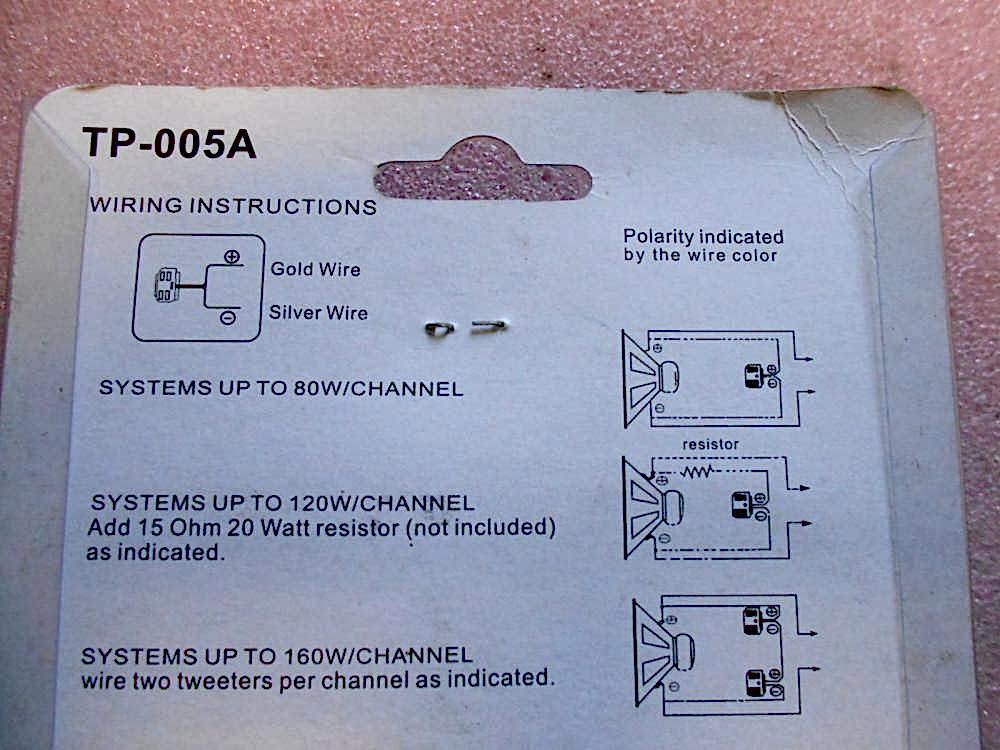 TP-005A
WIRING INSTRUCTIONS
Gold Wire
Silver Wire
Polarity indicated
by the wire color
SYSTEMS UP TO 80W/CHANNEL
resistor
SYSTEMS UP TO 120W/CHANNEL
Add 15 Ohm 20 Watt resistor (not included)
as indicated.
SYSTEMS UP TO 160W/CHANNEL
wire two tweeters per channel as indicated.